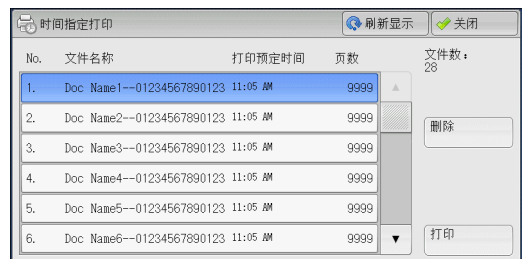 时间指定打印 刷新显示 关闭
No. 文件名称 打印预定时间 页数 文件数：
28
1. Doc Name1--01234567890123 11:05 AM 9999
2. Doc Name2--01234567890123 11:05 AM 9999
删除
3. Doc Name3--01234567890123 11:05 AM 9999
4. Doc Name4--01234567890123 11:05 AM 9999
5. Doc Name5--01234567890123 11:05 AM 9999
6. Doc Name6--01234567890123 11:05 AM 9999
打印